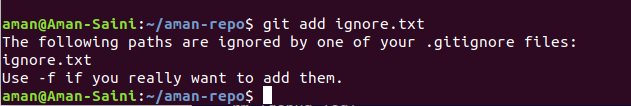 aman@Aman-Saini:~/aman-repo$ git add ignore.txt
The following paths are ignored by one of your .gitignore files:
ignore.txt
Use -f if you really want to add them.
aman@Aman-Saini:~/aman-repo$